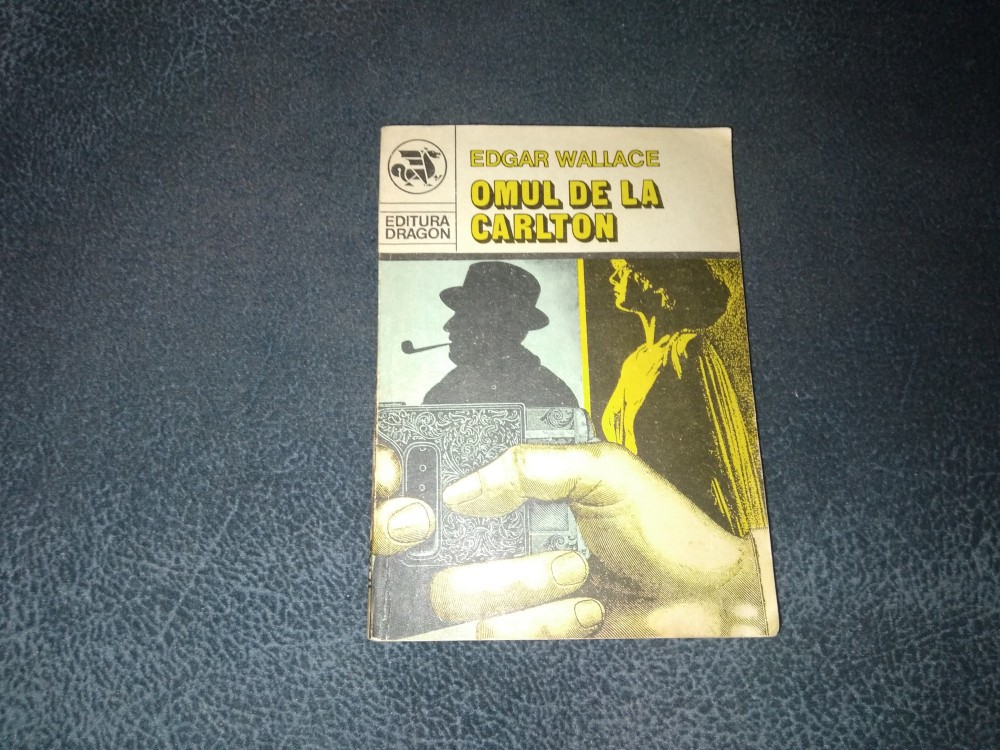 EDGAR WALLACE
OMUL DE LA
CARLTON
EDITURA
DRAGON